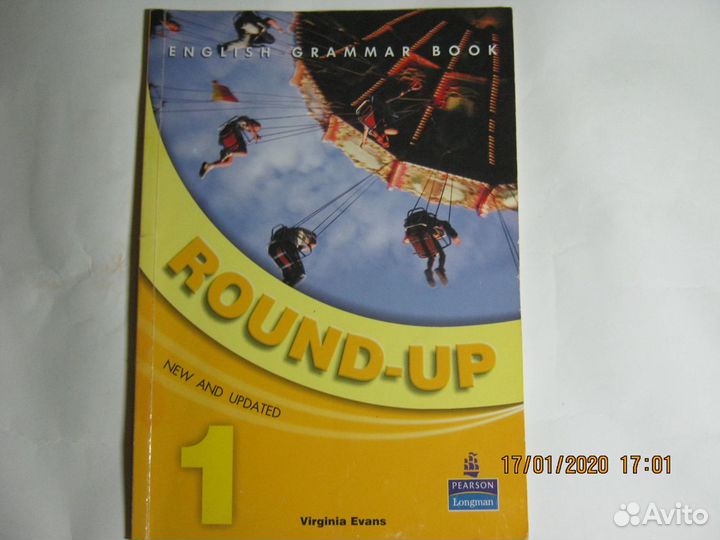 ENGLISH GRAMMAR BOOK
ROUND-UP
NEW AND UPDATED
1
PEARSON
Longman
17/01/2020 17:01
Virginia Evans
Avito